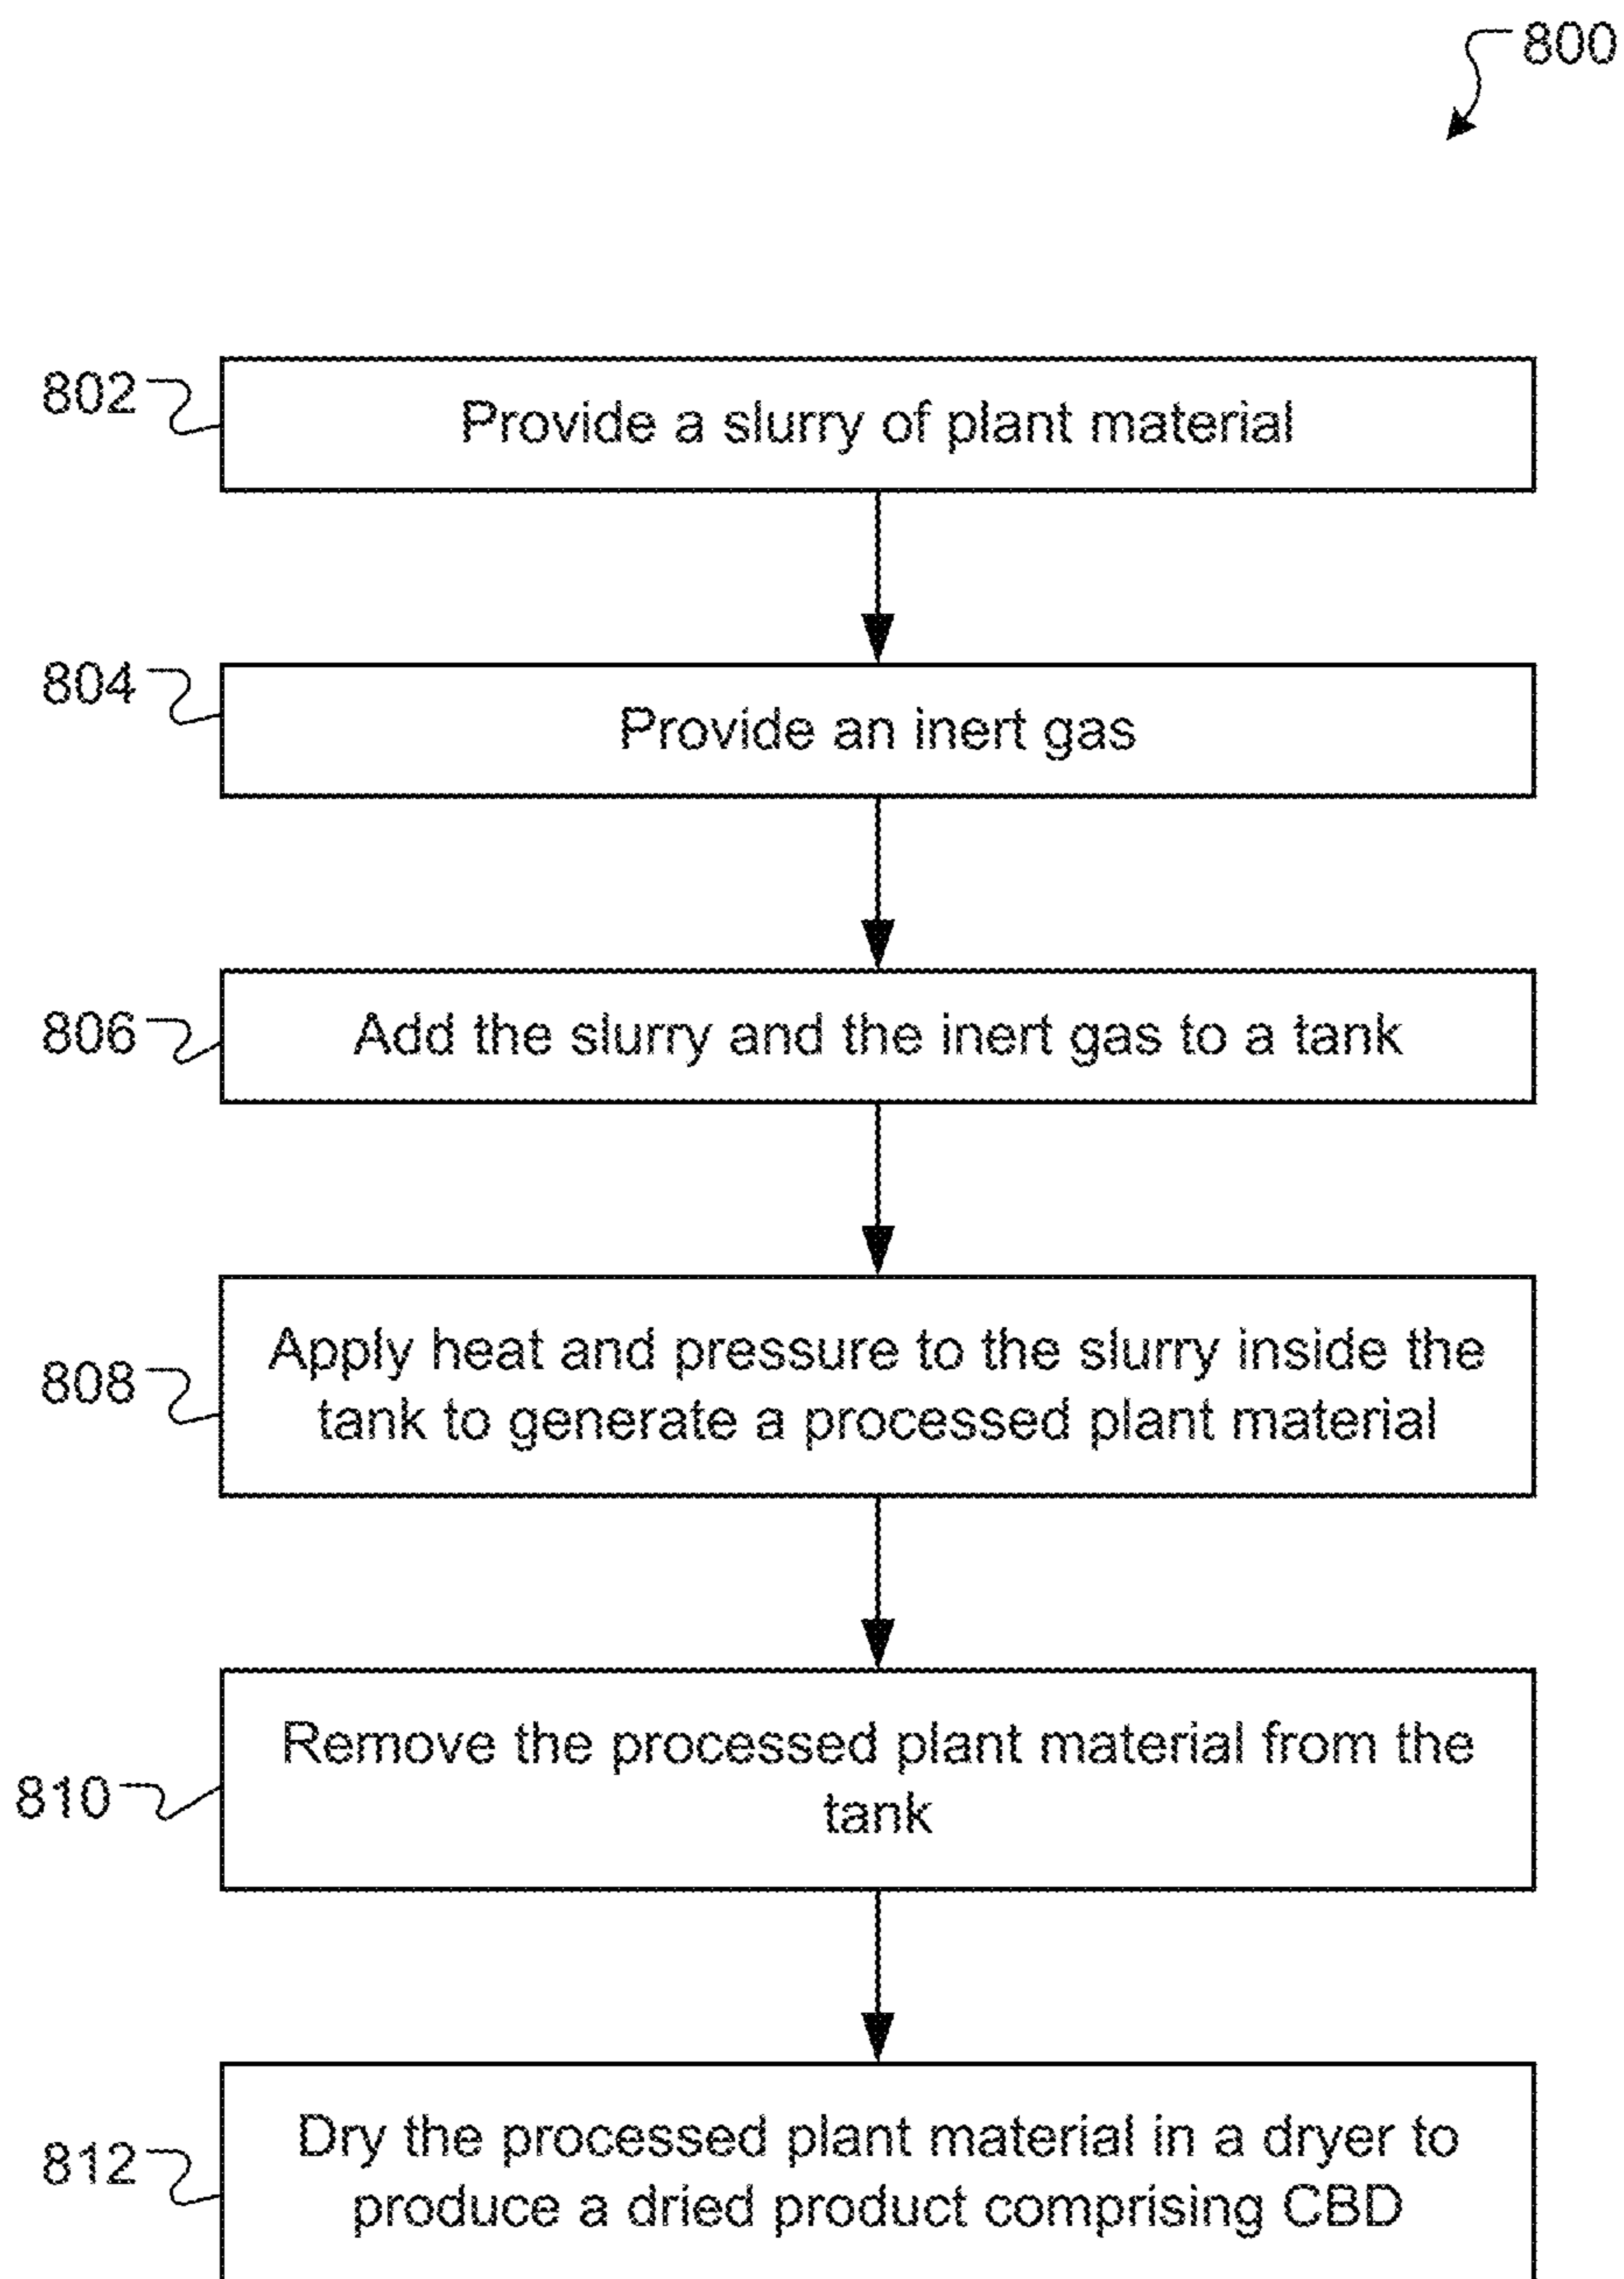 800
802
Provide a slurry of plant material
804
Provide an inert gas
806
Add the slurry and the inert gas to a tank
808
Apply heat and pressure to the slurry inside the
tank to generate a processed plant material
810
Remove the processed plant material from the
tank
812
Dry the processed plant material in a dryer to
produce a dried product comprising CBD